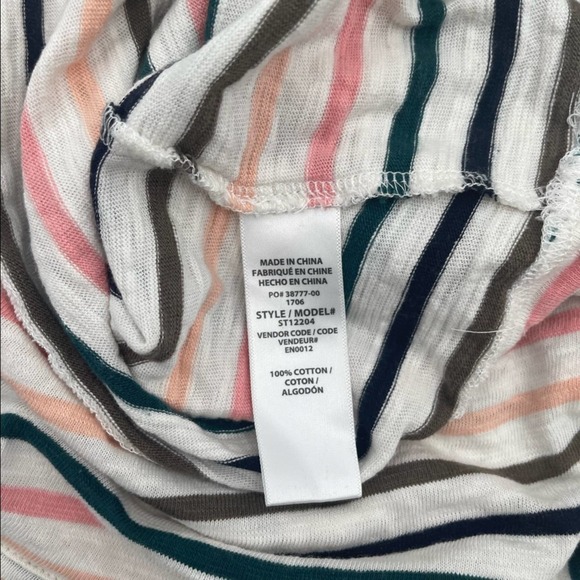 MADE IN CHINA
FABRIQUÉ EN CHINE
HECHO EN CHINA
PO# 38777-00
1706
STYLE / MODEL#
ST12204
VENDOR CODE / CODE
VENDEUR#
EN0012
100% COTTON /
COTON /
ALGODÓN